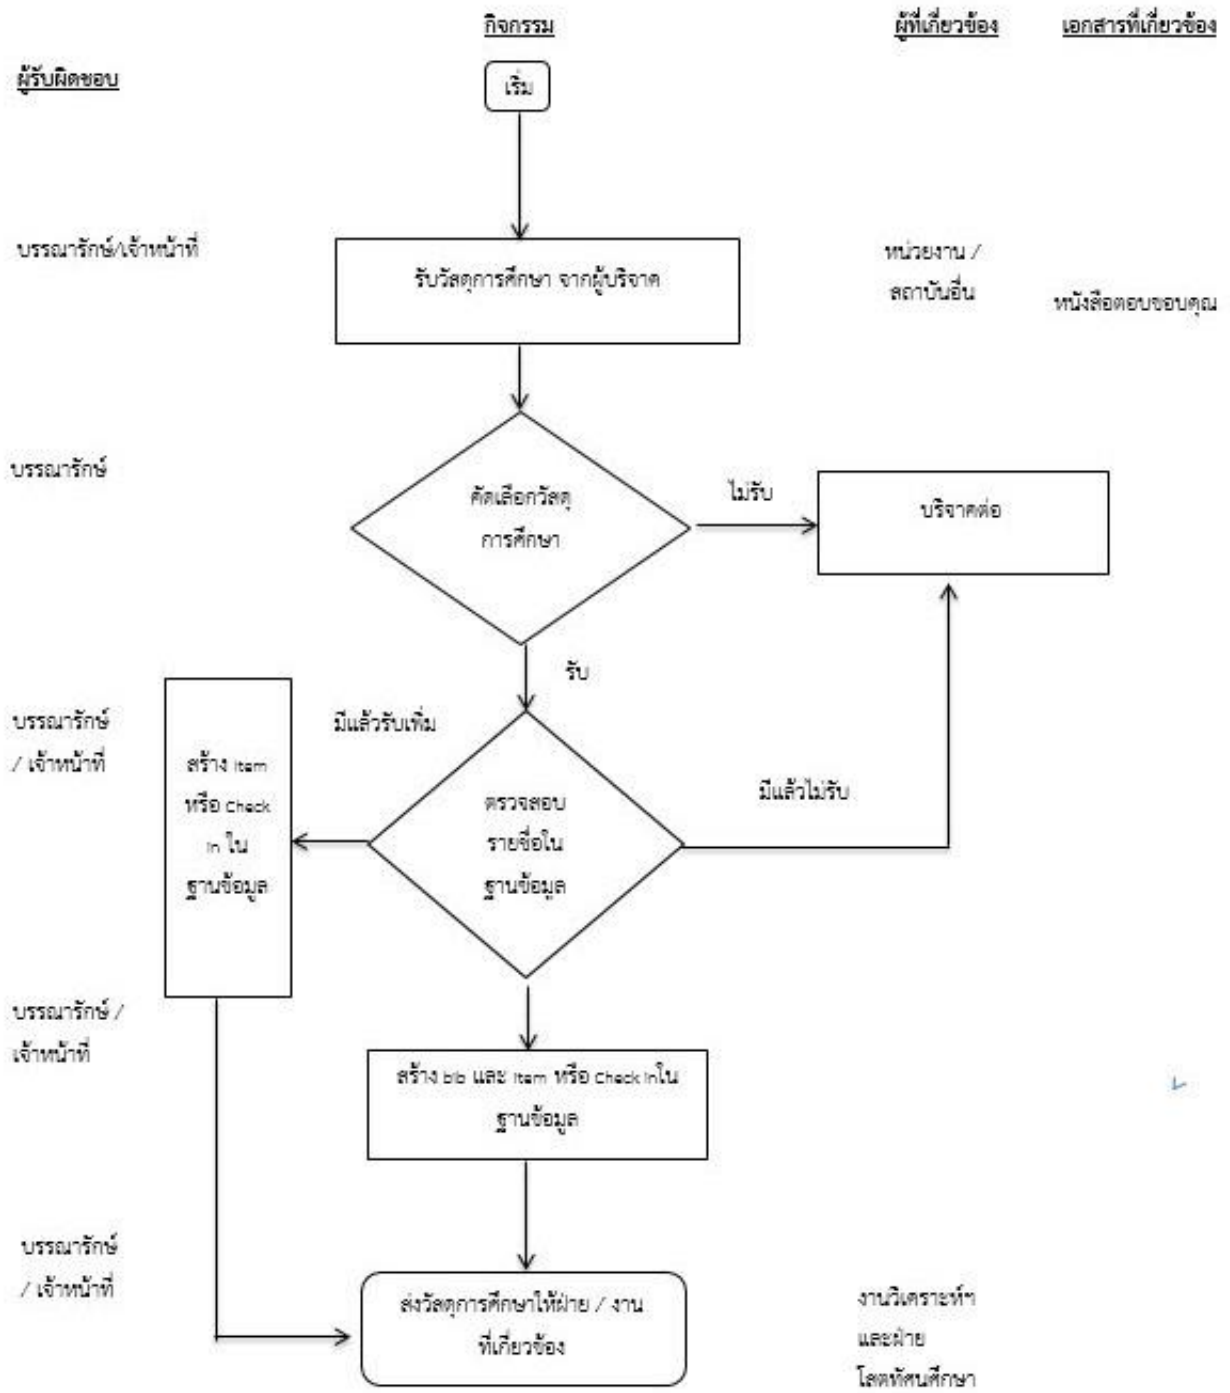 กิจกรรม
ผู้ที่เกี่ยวข้อง
เอกสารที่เกี่ยวข้อง
ผู้รับผิดชอบ
เริ่ม
บรรณารักษ์/เจ้าหน้าที่
รับวัสดุการศึกษา จากผู้บริจาค
หน่วยงาน /
สถาบันอื่น
หนังสือตอบขอบคุณ
บรรณารักษ์
คัดเลือกวัสดุ
การศึกษา
ไม่รับ
บริจาคต่อ
รับ
บรรณารักษ์
/ เจ้าหน้าที่
มีแล้วรับเพิ่ม
สร้าง Item
หรือ Check
In ใน
ฐานข้อมูล
ตรวจสอบ
รายชื่อใน
ฐานข้อมูล
มีแล้วไม่รับ
บรรณารักษ์ /
เจ้าหน้าที่
สร้าง bib และ Item หรือ Check Inใน
ฐานข้อมูล
บรรณารักษ์
/ เจ้าหน้าที่
ส่งวัสดุการศึกษาให้ฝ่าย / งาน
ที่เกี่ยวข้อง
งานวิเคราะห์ฯ
และฝ่าย
โสตทัศนศึกษา